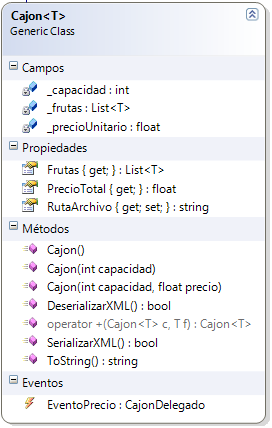 Cajon<T>
Generic Class
Campos
_capacidad : int
_frutas : List<T>
_precioUnitario : float
Propiedades
Frutas { get; } : List<T>
PrecioTotal { get; } : float
RutaArchivo { get; set; } : string
Métodos
Cajon()
Cajon(int capacidad)
Cajon(int capacidad, float precio)
DeserializarXML() : bool
operator +(Cajon<T> c, T f) : Cajon<T>
SerializarXML() : bool
ToString() : string
Eventos
EventoPrecio : CajonDelegado